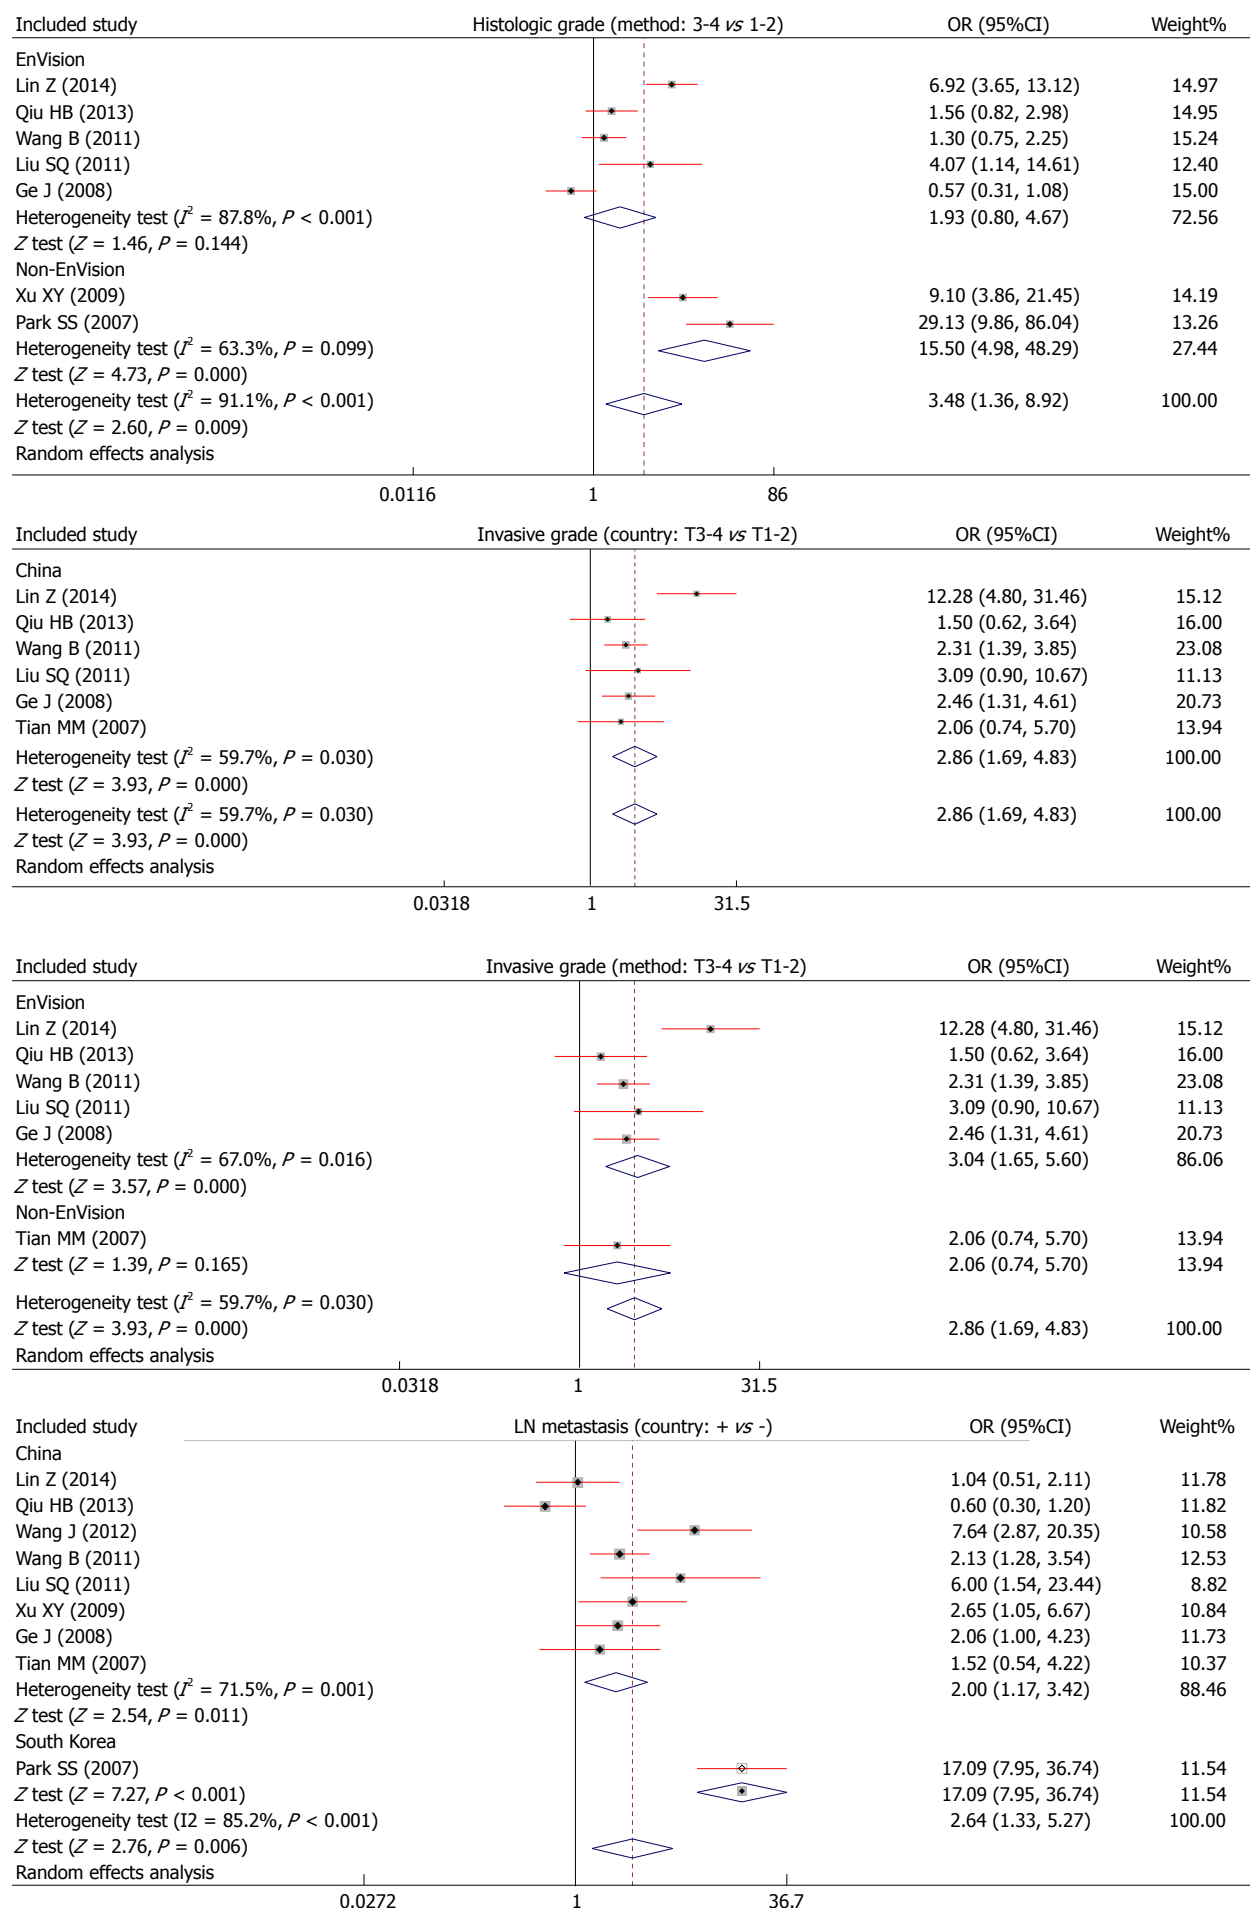 Included study Histologic grade (method: 3-4 vs 1-2) OR (95%CI) Weight%
EnVision
Lin Z (2014) 6.92 (3.65, 13.12) 14.97
Qiu HB (2013) 1.56 (0.82, 2.98) 14.95
Wang B (2011) 1.30 (0.75, 2.25) 15.24
Liu SQ (2011) 4.07 (1.14, 14.61) 12.40
Ge J (2008) 0.57 (0.31, 1.08) 15.00
Heterogeneity test (I² = 87.8%, P < 0.001) 1.93 (0.80, 4.67) 72.56
Z test (Z = 1.46, P = 0.144)
Non-EnVision
Xu XY (2009) 9.10 (3.86, 21.45) 14.19
Park SS (2007) 29.13 (9.86, 86.04) 13.26
Heterogeneity test (I² = 63.3%, P = 0.099) 15.50 (4.98, 48.29) 27.44
Z test (Z = 4.73, P = 0.000)
Heterogeneity test (I² = 91.1%, P < 0.001) 3.48 (1.36, 8.92) 100.00
Z test (Z = 2.60, P = 0.009)
Random effects analysis
0.0116 1 86
Included study Invasive grade (country: T3-4 vs T1-2) OR (95%CI) Weight%
China
Lin Z (2014) 12.28 (4.80, 31.46) 15.12
Qiu HB (2013) 1.50 (0.62, 3.64) 16.00
Wang B (2011) 2.31 (1.39, 3.85) 23.08
Liu SQ (2011) 3.09 (0.90, 10.67) 11.13
Ge J (2008) 2.46 (1.31, 4.61) 20.73
Tian MM (2007) 2.06 (0.74, 5.70) 13.94
Heterogeneity test (I² = 59.7%, P = 0.030) 2.86 (1.69, 4.83) 100.00
Z test (Z = 3.93, P = 0.000)
Heterogeneity test (I² = 59.7%, P = 0.030) 2.86 (1.69, 4.83) 100.00
Z test (Z = 3.93, P = 0.000)
Random effects analysis
0.0318 1 31.5
Included study Invasive grade (method: T3-4 vs T1-2) OR (95%CI) Weight%
EnVision
Lin Z (2014) 12.28 (4.80, 31.46) 15.12
Qiu HB (2013) 1.50 (0.62, 3.64) 16.00
Wang B (2011) 2.31 (1.39, 3.85) 23.08
Liu SQ (2011) 3.09 (0.90, 10.67) 11.13
Ge J (2008) 2.46 (1.31, 4.61) 20.73
Heterogeneity test (I² = 67.0%, P = 0.016) 3.04 (1.65, 5.60) 86.06
Z test (Z = 3.57, P = 0.000)
Non-EnVision
Tian MM (2007) 2.06 (0.74, 5.70) 13.94
Z test (Z = 1.39, P = 0.165) 2.06 (0.74, 5.70) 13.94
Heterogeneity test (I² = 59.7%, P = 0.030)
Z test (Z = 3.93, P = 0.000) 2.86 (1.69, 4.83) 100.00
Random effects analysis
0.0318 1 31.5
Included study LN metastasis (country: + vs -) OR (95%CI) Weight%
China
Lin Z (2014) 1.04 (0.51, 2.11) 11.78
Qiu HB (2013) 0.60 (0.30, 1.20) 11.82
Wang J (2012) 7.64 (2.87, 20.35) 10.58
Wang B (2011) 2.13 (1.28, 3.54) 12.53
Liu SQ (2011) 6.00 (1.54, 23.44) 8.82
Xu XY (2009) 2.65 (1.05, 6.67) 10.84
Ge J (2008) 2.06 (1.00, 4.23) 11.73
Tian MM (2007) 1.52 (0.54, 4.22) 10.37
Heterogeneity test (I² = 71.5%, P = 0.001) 2.00 (1.17, 3.42) 88.46
Z test (Z = 2.54, P = 0.011)
South Korea
Park SS (2007) 17.09 (7.95, 36.74) 11.54
Z test (Z = 7.27, P < 0.001) 17.09 (7.95, 36.74) 11.54
Heterogeneity test (I2 = 85.2%, P < 0.001) 2.64 (1.33, 5.27) 100.00
Z test (Z = 2.76, P = 0.006)
Random effects analysis
0.0272 1 36.7